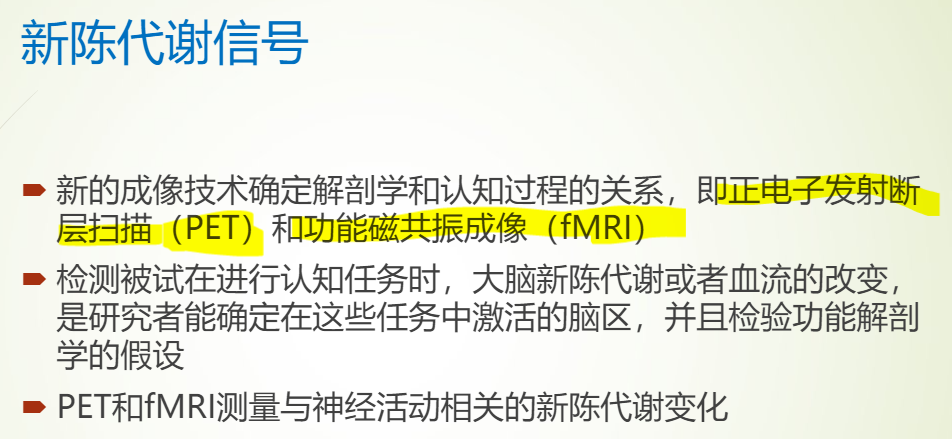 新陈代谢信号
新的成像技术确定解剖学和认知过程的关系，即正电子发射断
层扫描（PET）和功能磁共振成像（fMRI）
检测被试在进行认知任务时，大脑新陈代谢或者血流的改变，
是研究者能确定在这些任务中激活的脑区，并且检验功能解剖
学的假设
PET和fMRI测量与神经活动相关的新陈代谢变化